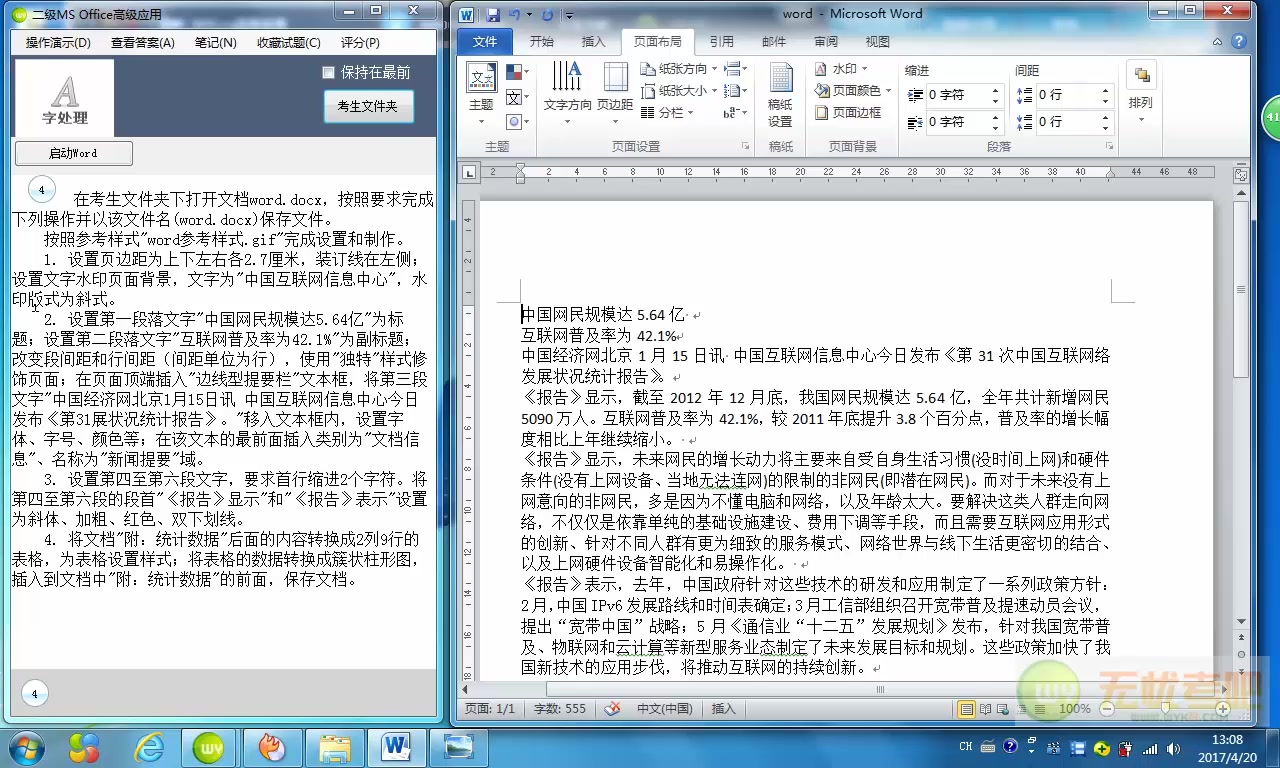 二级MS Office高级应用
操作演示(D) 查看答案(A) 笔记(N) 收藏试题(C) 评分(P)
A
字处理
保持在最前
考生文件夹
启动Word
4
在考生文件夹下打开文档word.docx，按照要求完成
下列操作并以该文件名(word.docx)保存文件。
按照参考样式"word参考样式.gif"完成设置和制作。
1. 设置页边距为上下左右各2.7厘米，装订线在左侧；
设置文字水印页面背景，文字为"中国互联网信息中心"，水
印版式为斜式。
2. 设置第一段落文字"中国网民规模达5.64亿"为标
题；设置第二段落文字"互联网普及率为42.1%"为副标题；
改变段间距和行间距（间距单位为行），使用"独特"样式修
饰页面；在页面顶端插入"边线型提要栏"文本框，将第三段
文字"中国经济网北京1月15日讯 中国互联网信息中心今日
发布《第31展状况统计报告》。"移入文本框内，设置字
体、字号、颜色等；在该文本的最前面插入类别为"文档信
息"、名称为"新闻提要"域。
3. 设置第四至第六段文字，要求首行缩进2个字符。将
第四至第六段的段首"《报告》显示"和"《报告》表示"设置
为斜体、加粗、红色、双下划线。
4. 将文档"附：统计数据"后面的内容转换成2列9行的
表格，为表格设置样式；将表格的数据转换成簇状柱形图，
插入到文档中"附：统计数据"的前面，保存文档。
4
word - Microsoft Word
文件 开始 插入 页面布局 引用 邮件 审阅 视图
主题
主题
文字方向 页边距
纸张方向
纸张大小
分栏
页面设置
稿纸
设置
稿纸
水印
页面颜色
页面边框
页面背景
缩进 间距
0 字符 0 行
0 字符 0 行
段落
排列
2 2 4 6 8 10 12 14 16 18 20 22 24 26 28 30 32 34 36 38 40 44 46 48
中国网民规模达 5.64 亿
互联网普及率为 42.1%
中国经济网北京 1 月 15 日讯 中国互联网信息中心今日发布《第 31 次中国互联网络
发展状况统计报告》。
《报告》显示，截至 2012 年 12 月底，我国网民规模达 5.64 亿，全年共计新增网民
5090 万人。互联网普及率为 42.1%，较 2011 年底提升 3.8 个百分点，普及率的增长幅
度相比上年继续缩小。
《报告》显示，未来网民的增长动力将主要来自受自身生活习惯(没时间上网)和硬件
条件(没有上网设备、当地无法连网)的限制的非网民(即潜在网民)。而对于未来没有上
网意向的非网民，多是因为不懂电脑和网络，以及年龄太大。要解决这类人群走向网
络，不仅仅是依靠单纯的基础设施建设、费用下调等手段，而且需要互联网应用形式
的创新、针对不同人群有更为细致的服务模式、网络世界与线下生活更密切的结合、
以及上网硬件设备智能化和易操作化。
《报告》表示，去年，中国政府针对这些技术的研发和应用制定了一系列政策方针：
2月，中国 IPv6 发展路线和时间表确定；3月工信部组织召开宽带普及提速动员会议，
提出“宽带中国”战略；5 月《通信业“十二五”发展规划》发布，针对我国宽带普
及、物联网和云计算等新型服务业态制定了未来发展目标和规划。这些政策加快了我
国新技术的应用步伐，将推动互联网的持续创新。
页面: 1/1 字数: 555 中文(中国) 插入 100%
无忧考吧
41
CH
13:08
2017/4/20